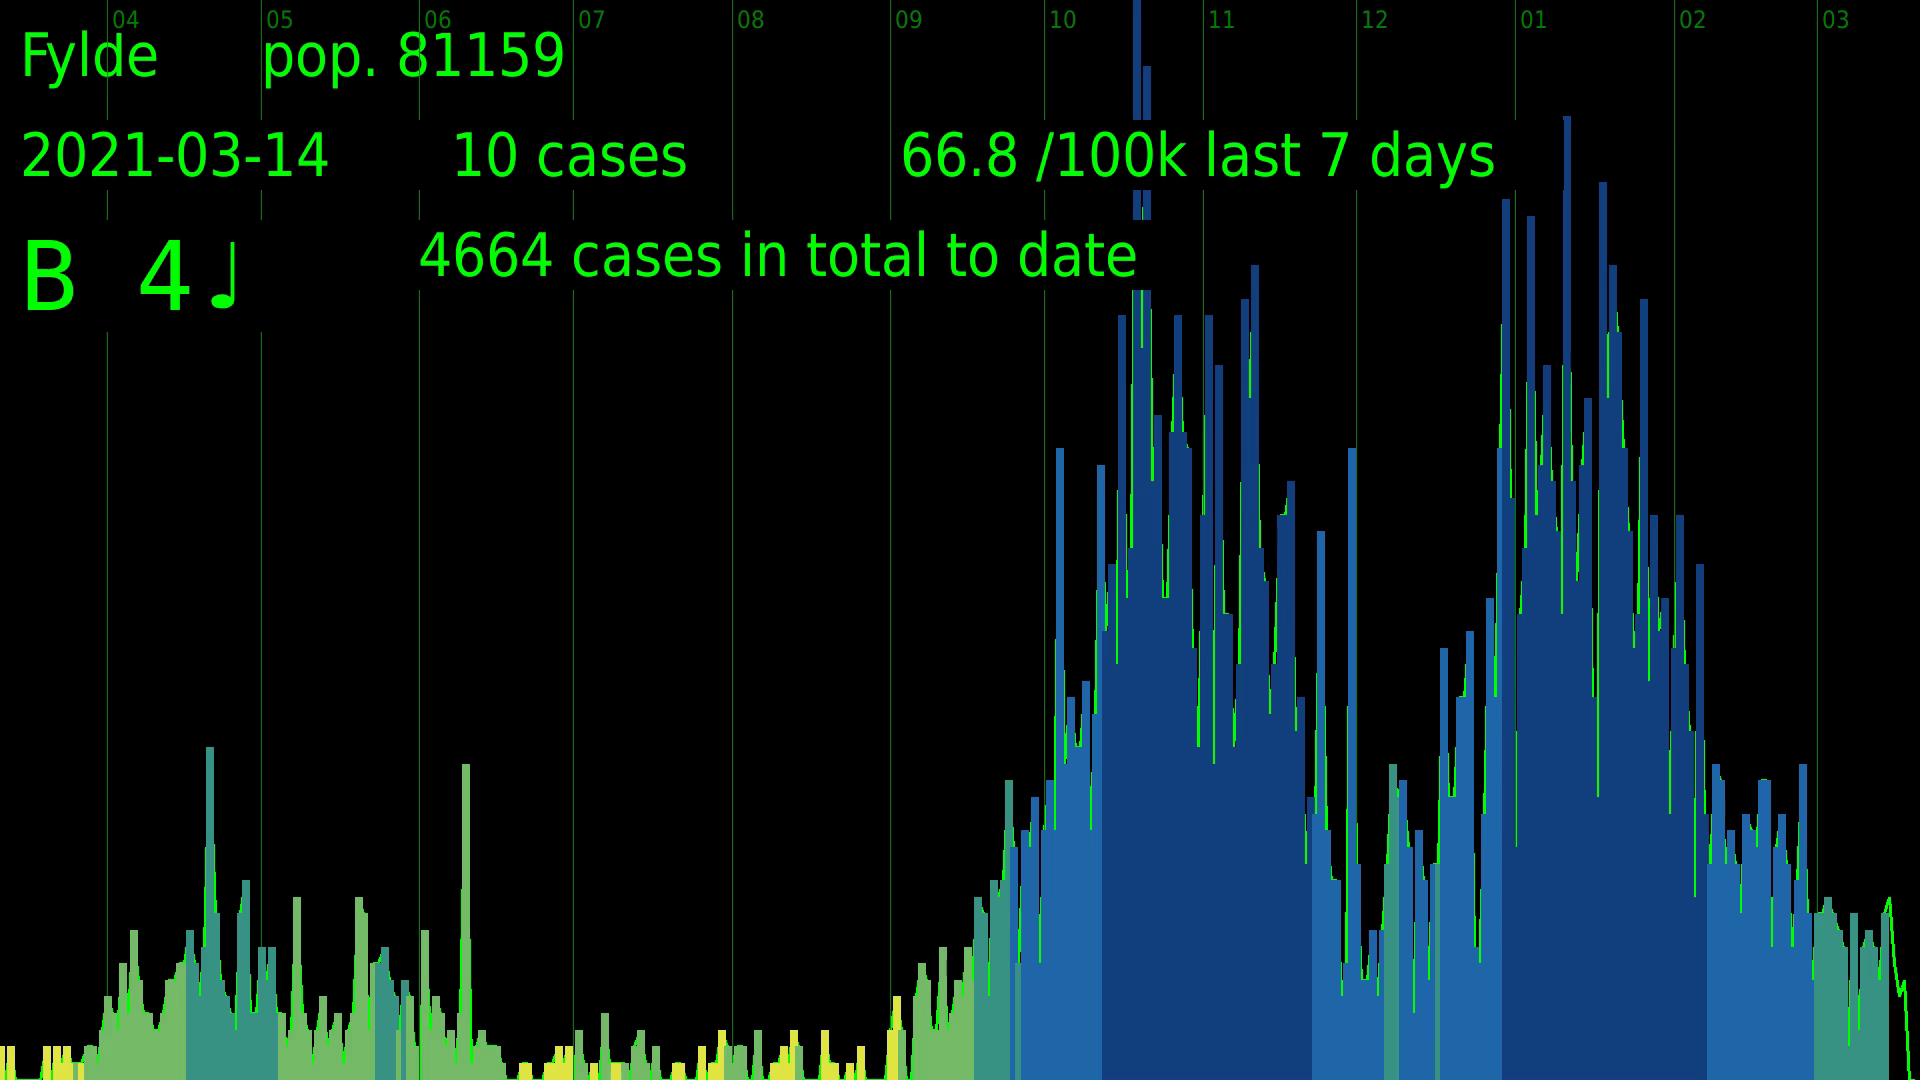 04 05 06 07 08 09 10 11 12 01 02 03
Fylde pop. 81159
2021-03-14 10 cases 66.8 /100k last 7 days
B 4♩ 4664 cases in total to date